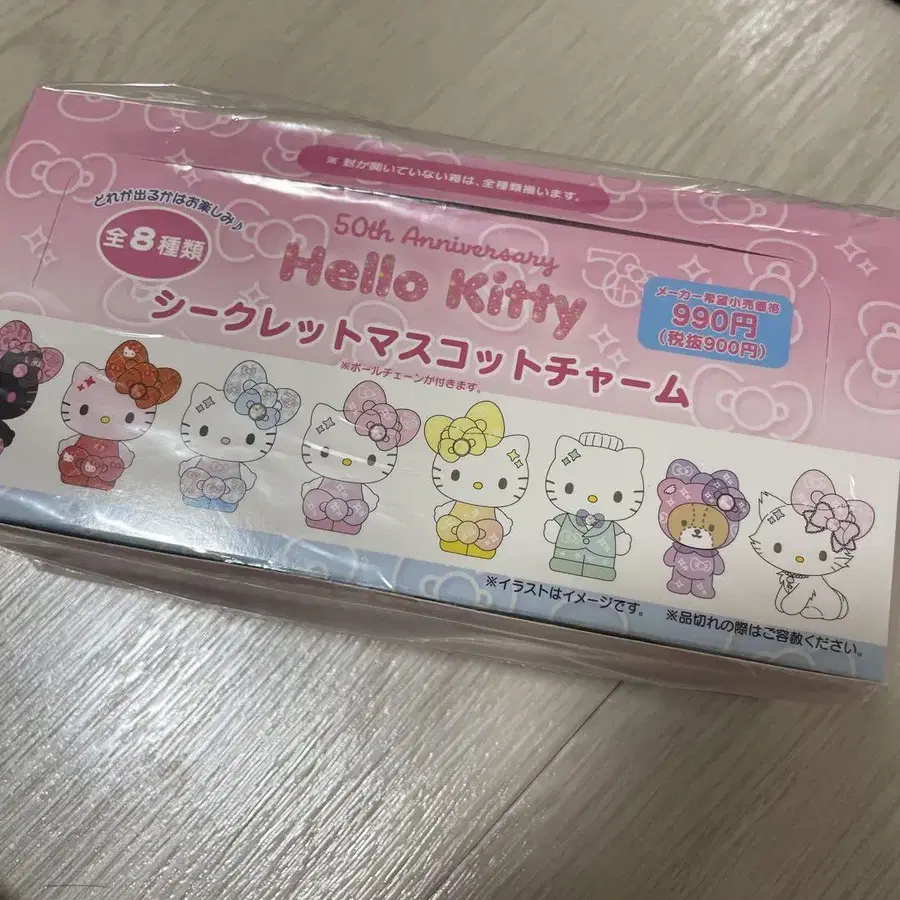 ※ 封が開いていない箱は、全種類揃います。
どれが出るかはお楽しみ♪
全8種類
50th Anniversary
Hello Kitty
シークレットマスコットチャーム
※ボールチェーンが付きます。
メーカー希望小売価格
990円
(税抜900円)
※イラストはイメージです。
※品切れの際はご容赦ください。